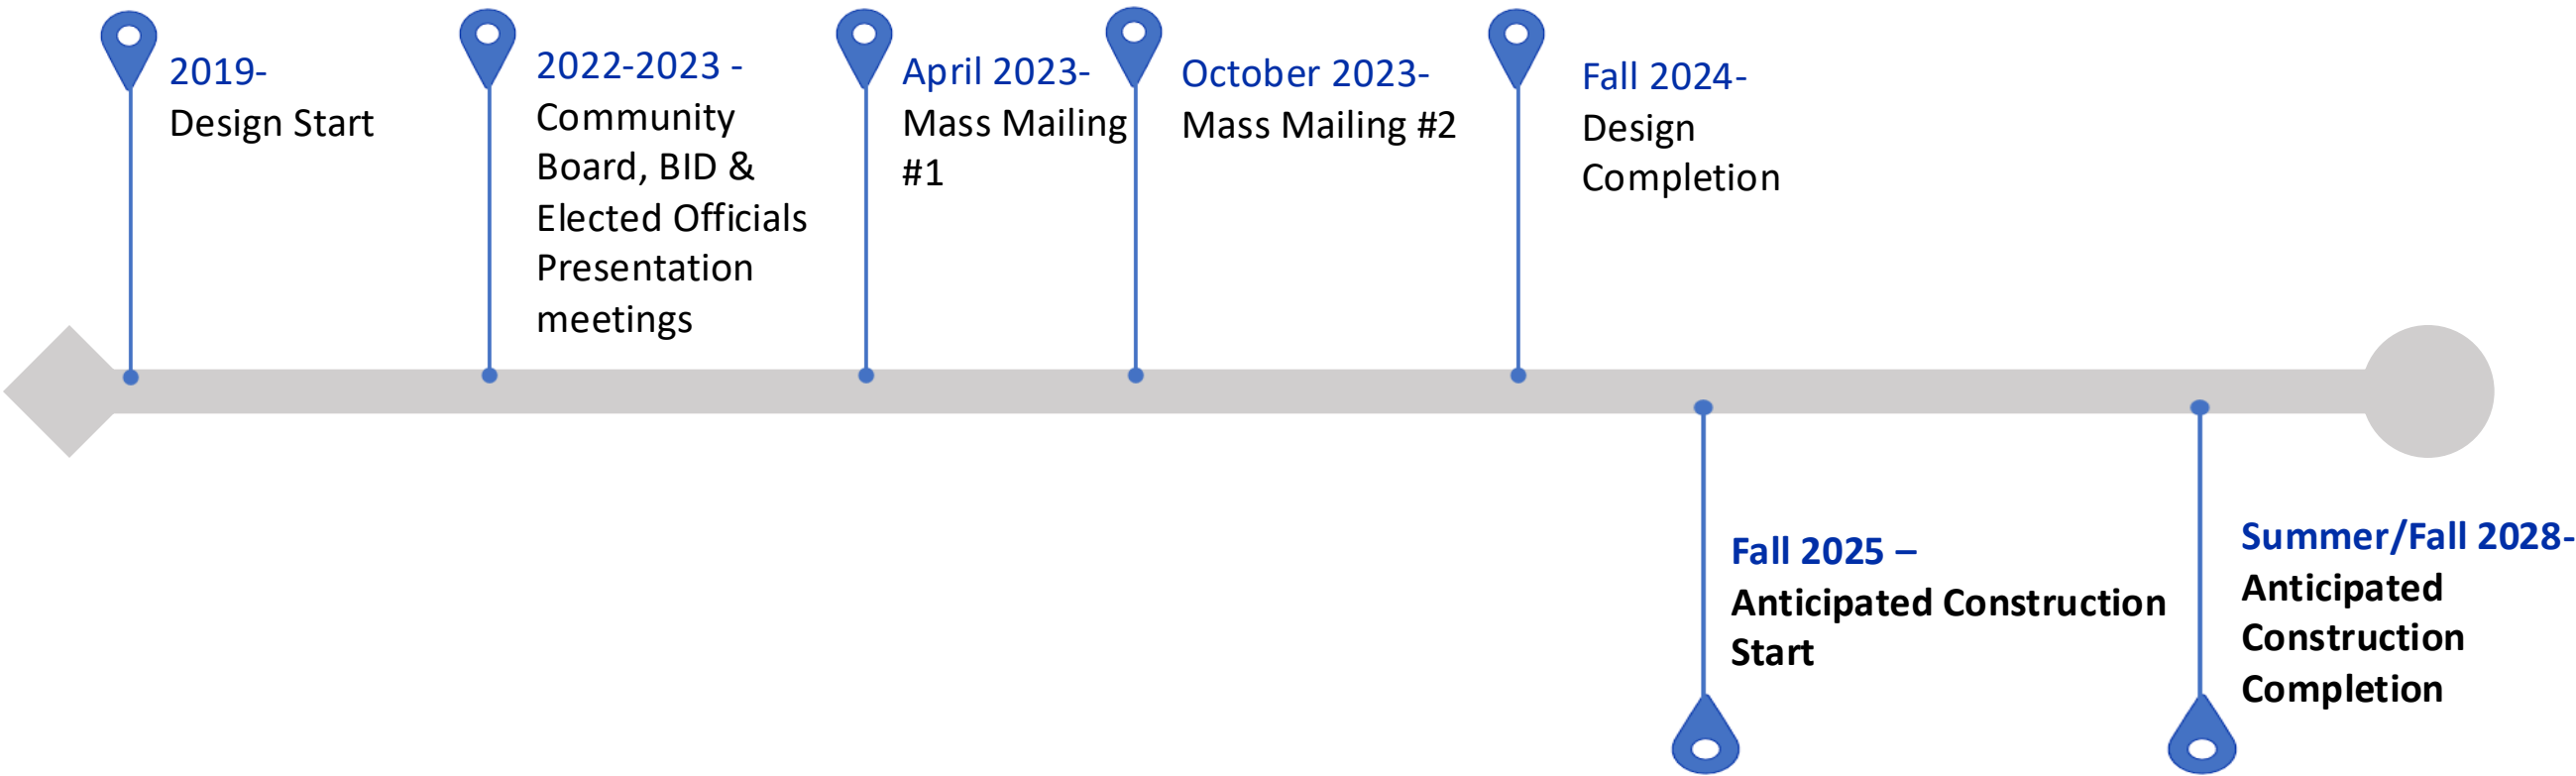 2019-
Design Start
2022-2023 -
Community
Board, BID &
Elected Officials
Presentation
meetings
April 2023-
Mass Mailing
#1
October 2023-
Mass Mailing #2
Fall 2024-
Design
Completion
Fall 2025 –
Anticipated Construction
Start
Summer/Fall 2028-
Anticipated
Construction
Completion